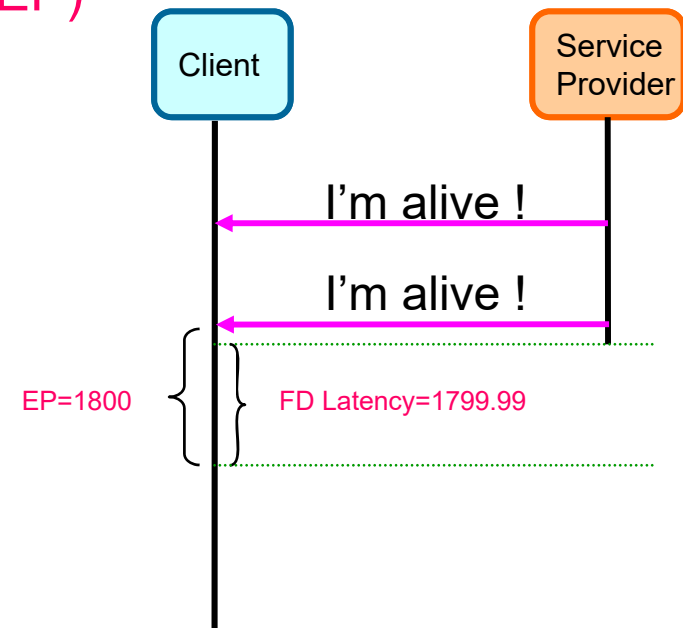 EP)
Client
Service
Provider
I'm alive !
I'm alive !
EP=1800
FD Latency=1799.99